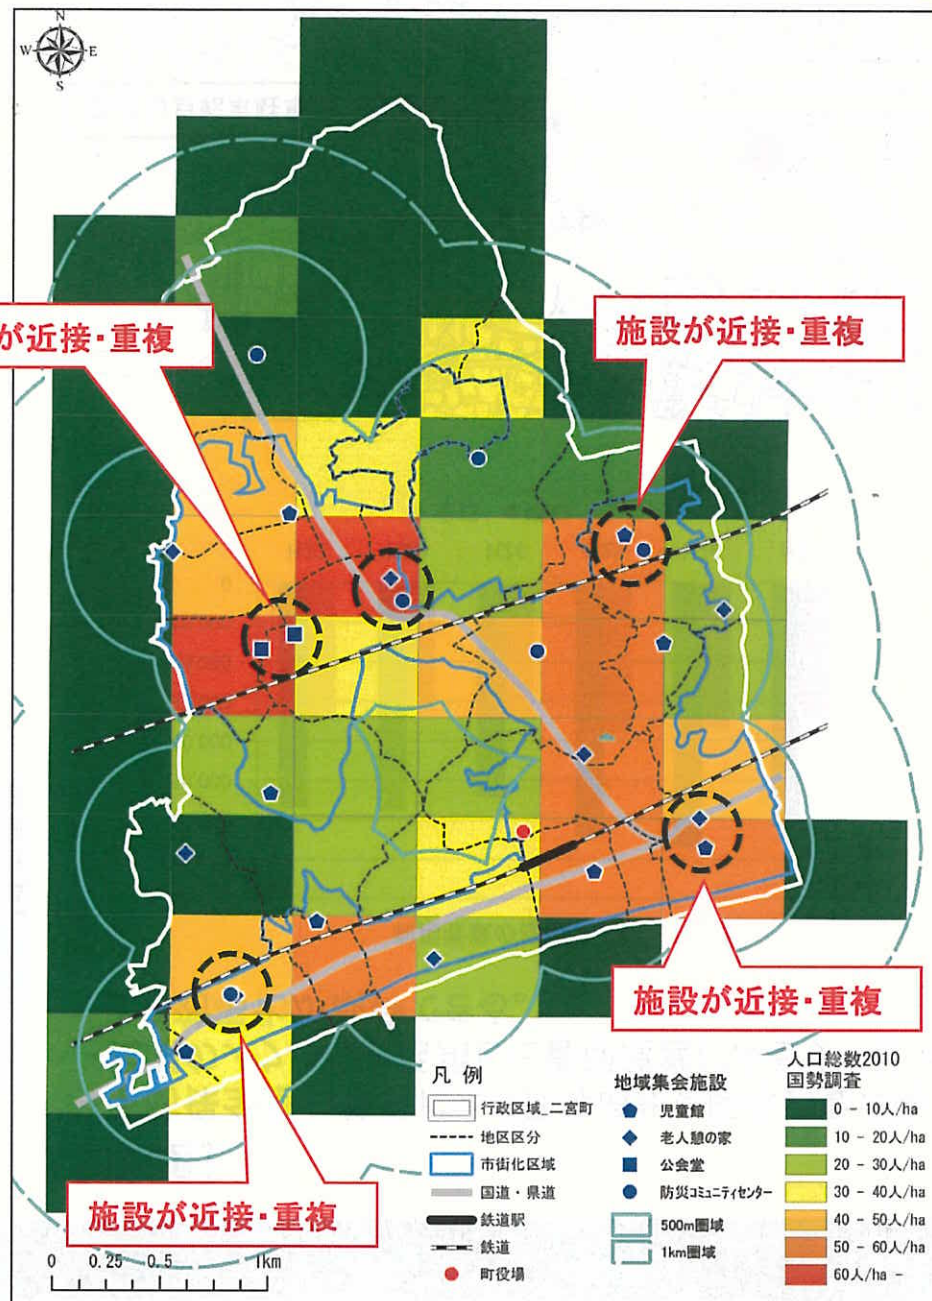 N
W E
S
が近接・重複
施設が近接・重複
施設が近接・重複
施設が近接・重複
凡 例
行政区域_二宮町
地区区分
市街化区域
国道・県道
鉄道駅
鉄道
町役場
地域集会施設
児童館
老人憩の家
公会堂
防災コミュニティセンター
500m圏域
1km圏域
人口総数2010
国勢調査
0 - 10人/ha
10 - 20人/ha
20 - 30人/ha
30 - 40人/ha
40 - 50人/ha
50 - 60人/ha
60人/ha -
0 0.25 0.5 1km